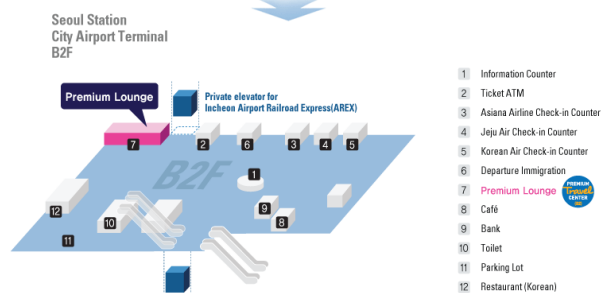 Seoul Station
City Airport Terminal
B2F
Premium Lounge
Private elevator for
Incheon Airport Railroad Express(AREX)
7
2
6
3
4
5
B2F
1
12
10
9
8
11
1 Information Counter
2 Ticket ATM
3 Asiana Airline Check-in Counter
4 Jeju Air Check-in Counter
5 Korean Air Check-in Counter
6 Departure Immigration
7 Premium Lounge
PREMIUM
Travel
CENTER
8 Café
9 Bank
10 Toilet
11 Parking Lot
12 Restaurant (Korean)